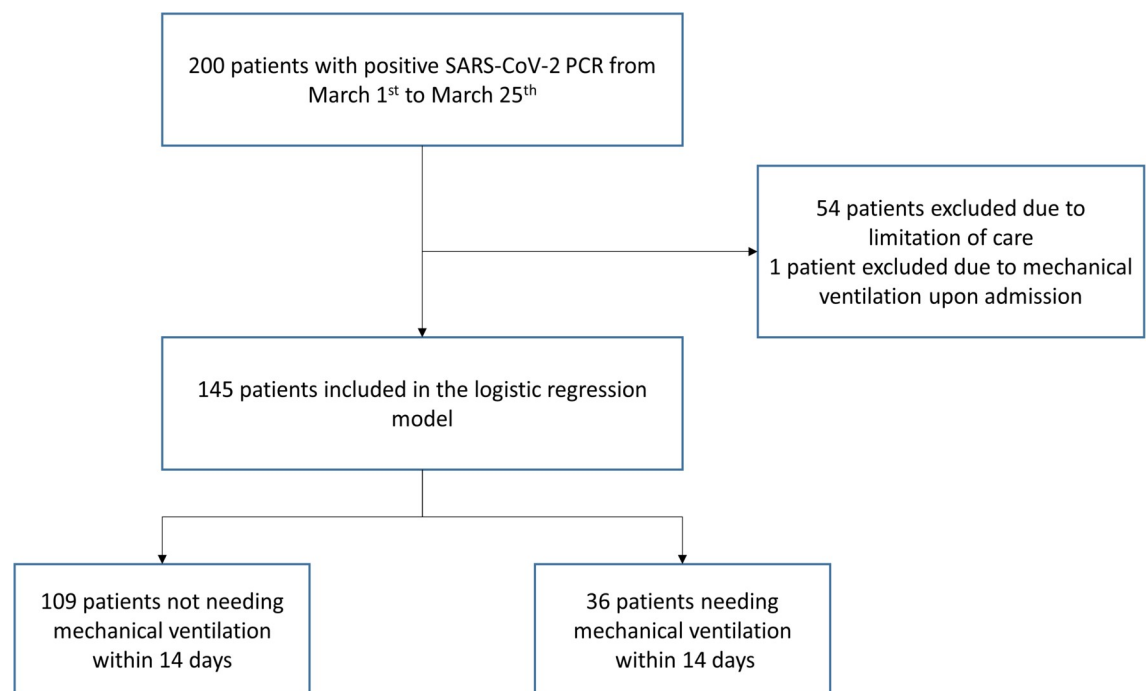 200 patients with positive SARS-CoV-2 PCR from
March 1st to March 25th
54 patients excluded due to
limitation of care
1 patient excluded due to mechanical
ventilation upon admission
145 patients included in the logistic regression
model
109 patients not needing
mechanical ventilation
within 14 days
36 patients needing
mechanical ventilation
within 14 days